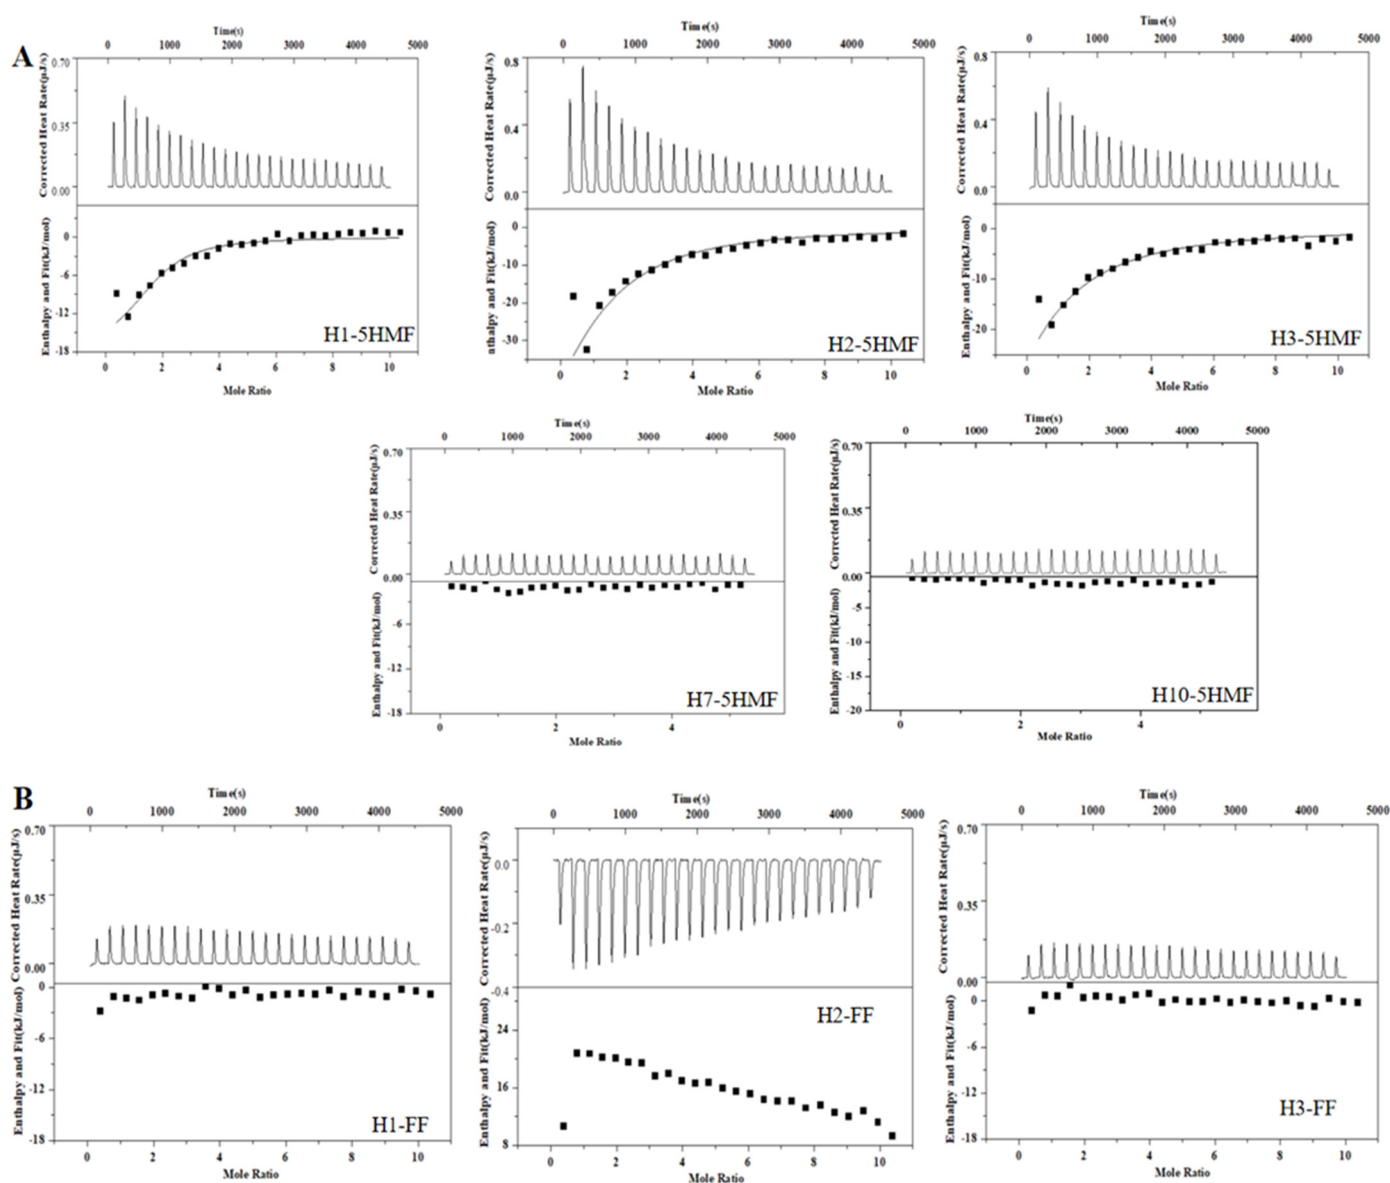 A
Time(s)
0 1000 2000 3000 4000 5000
Corrected Heat Rate(µJ/s)
0.70
0.35
0.00
Enthalpy and Fit(kJ/mol)
0
-6
-12
-18
H1-5HMF
0 2 4 6 8 10
Mole Ratio
Time(s)
0 1000 2000 3000 4000 5000
Corrected Heat Rate(µJ/s)
0.8
0.4
0.0
nthalpy and Fit(kJ/mol)
0
-10
-20
-30
H2-5HMF
0 2 4 6 8 10
Mole Ratio
Time(s)
0 1000 2000 3000 4000 5000
Corrected Heat Rate(µJ/s)
0.8
0.4
0.0
Enthalpy and Fit(kJ/mol)
0
-10
-20
H3-5HMF
0 2 4 6 8 10
Mole Ratio
Time(s)
0 1000 2000 3000 4000 5000
Corrected Heat Rate(µJ/s)
0.70
0.35
0.00
Enthalpy and Fit(kJ/mol)
-6
-12
-18
H7-5HMF
0 2 4
Mole Ratio
Time(s)
0 1000 2000 3000 4000 5000
Corrected Heat Rate(µJ/s)
0.70
0.35
0.00
Enthalpy and Fit(kJ/mol)
-5
-10
-15
-20
H10-5HMF
0 2 4
Mole Ratio
B
Time(s)
0 1000 2000 3000 4000 5000
Corrected Heat Rate(µJ/s)
0.70
0.35
0.00
Enthalpy and Fit(kJ/mol)
0
-6
-12
-18
H1-FF
0 2 4 6 8 10
Mole Ratio
Time(s)
0 1000 2000 3000 4000 5000
Corrected Heat Rate(µJ/s)
0.0
-0.2
-0.4
Enthalpy and Fit(kJ/mol)
24
16
8
H2-FF
0 2 4 6 8 10
Mole Ratio
Time(s)
0 1000 2000 3000 4000 5000
Corrected Heat Rate(µJ/s)
0.70
0.35
0.00
Enthalpy and Fit(kJ/mol)
0
-6
-12
-18
H3-FF
0 2 4 6 8 10
Mole Ratio